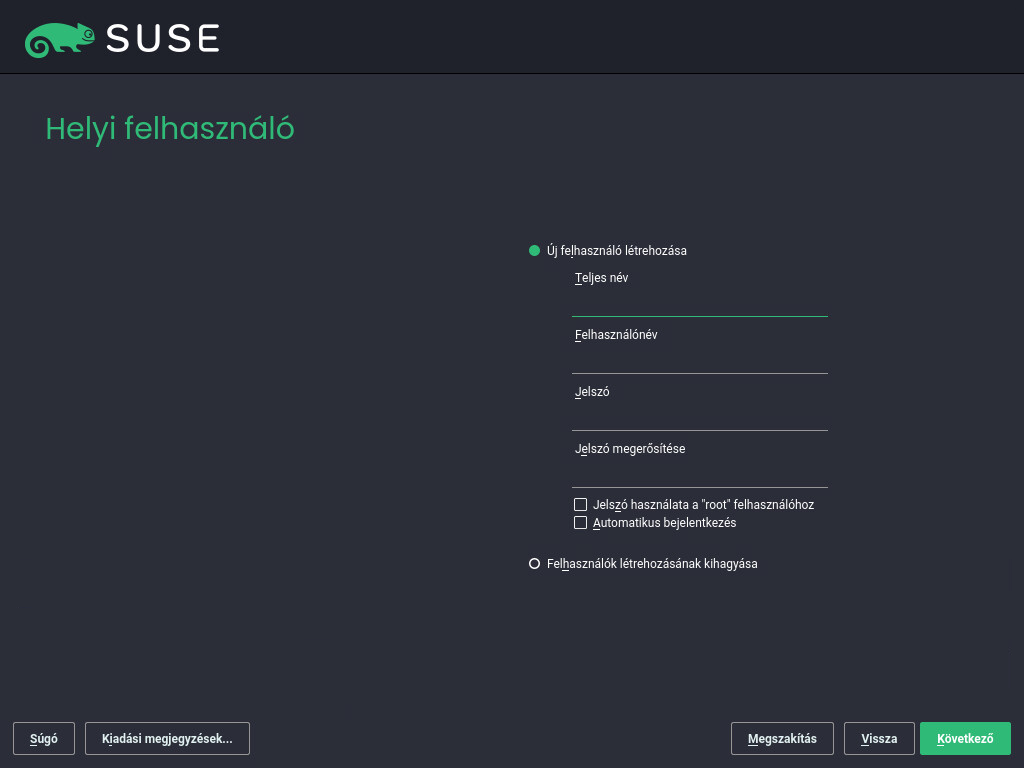 SUSE
Helyi felhasználó
Új felhasználó létrehozása
Teljes név
Felhasználónév
Jelszó
Jelszó megerősítése
Jelszó használata a "root" felhasználóhoz
Automatikus bejelentkezés
Felhasználók létrehozásának kihagyása
Súgó Kiadási megjegyzések... Megszakítás Vissza Következő